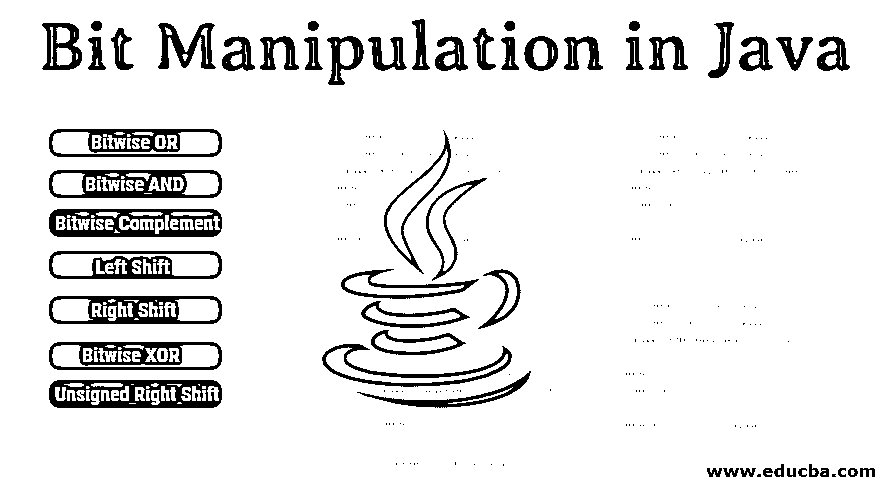 Bit Manipulation in Java
Bitwise OR
Bitwise AND
Bitwise Complement
Left Shift
Right Shift
Bitwise XOR
Unsigned Right Shift
www.educba.com